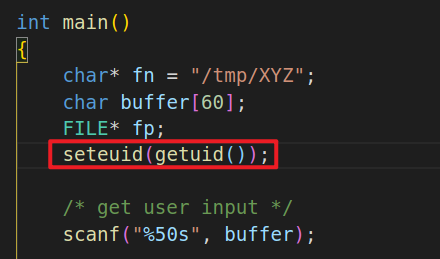 int main()
{
char* fn = "/tmp/XYZ";
char buffer[60];
FILE* fp;
seteuid(getuid());
/* get user input */
scanf("%50s", buffer);